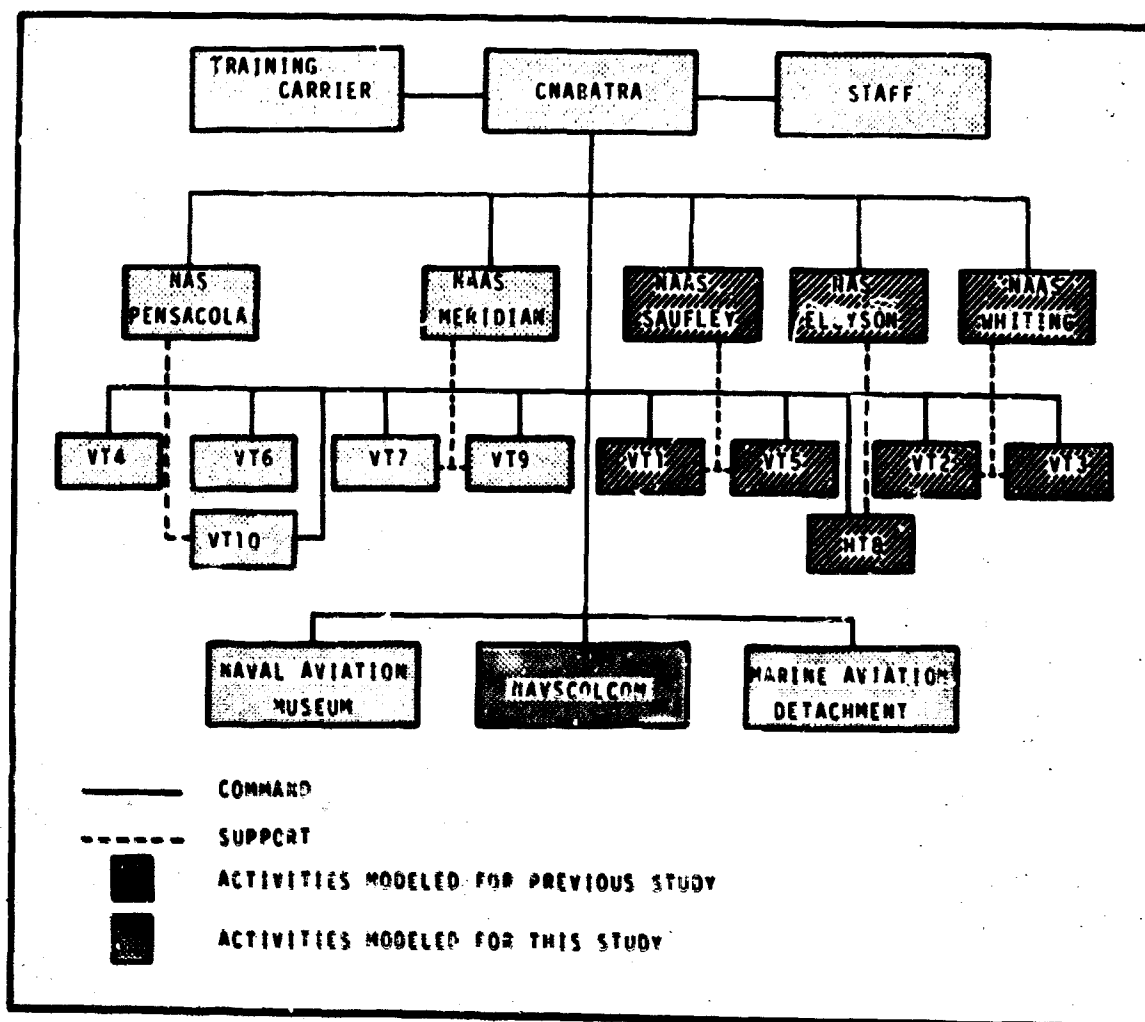 TRAINING
CARRIER
CNABATRA
STAFF
NAS
PENSACOLA
NAAS
MERIDIAN
NAAS
SAUFLEY
NAS
ELLYSON
NAAS
WHITING
VT4
VT6
VT7
VT9
VT1
VT5
VT2
VT3
VT10
HT8
NAVAL AVIATION
MUSEUM
NAVSCOLCOM
MARINE AVIATION
DETACHMENT
COMMAND
SUPPORT
ACTIVITIES MODELED FOR PREVIOUS STUDY
ACTIVITIES MODELED FOR THIS STUDY